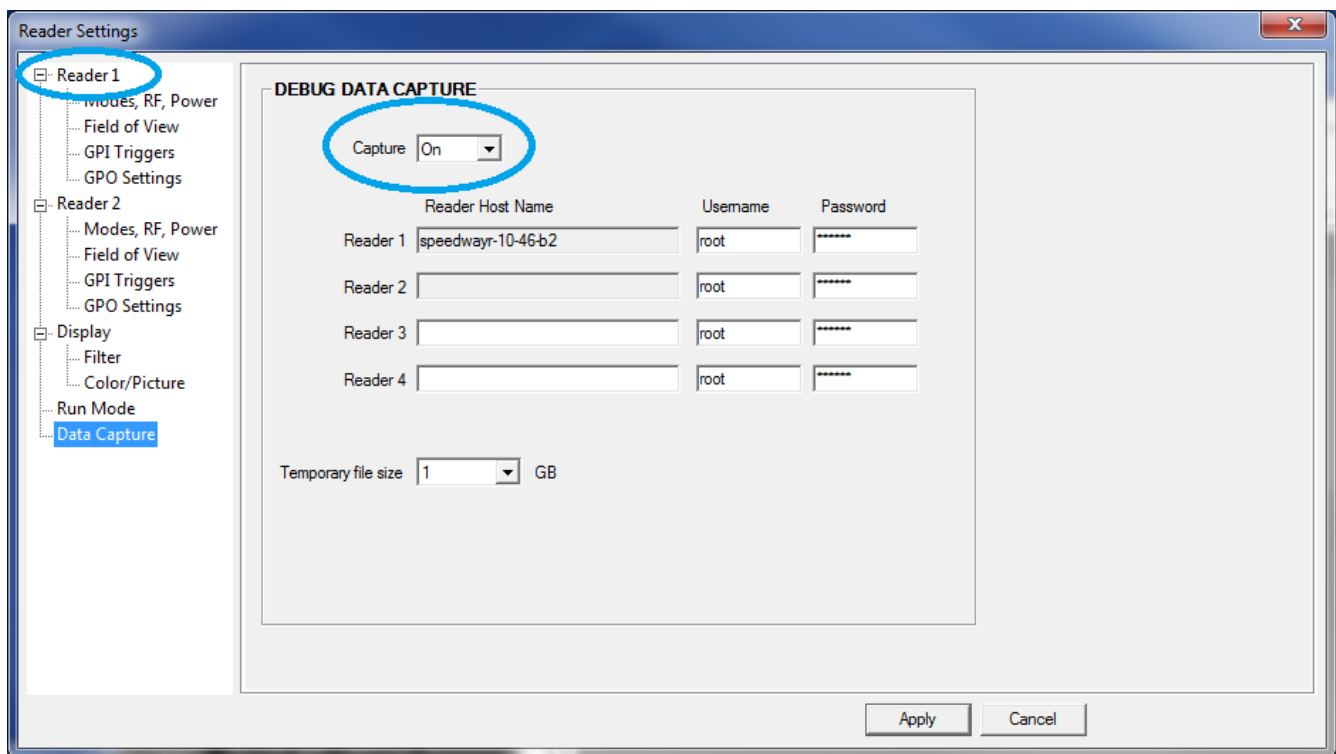 Reader Settings
Reader 1
Modes, RF, Power
Field of View
GPI Triggers
GPO Settings
Reader 2
Modes, RF, Power
Field of View
GPI Triggers
GPO Settings
Display
Filter
Color/Picture
Run Mode
Data Capture
DEBUG DATA CAPTURE
Capture On
Reader Host Name Username Password
Reader 1 speedwayr-10-46-b2 root ******
Reader 2 root ******
Reader 3 root ******
Reader 4 root ******
Temporary file size 1 GB
Apply Cancel